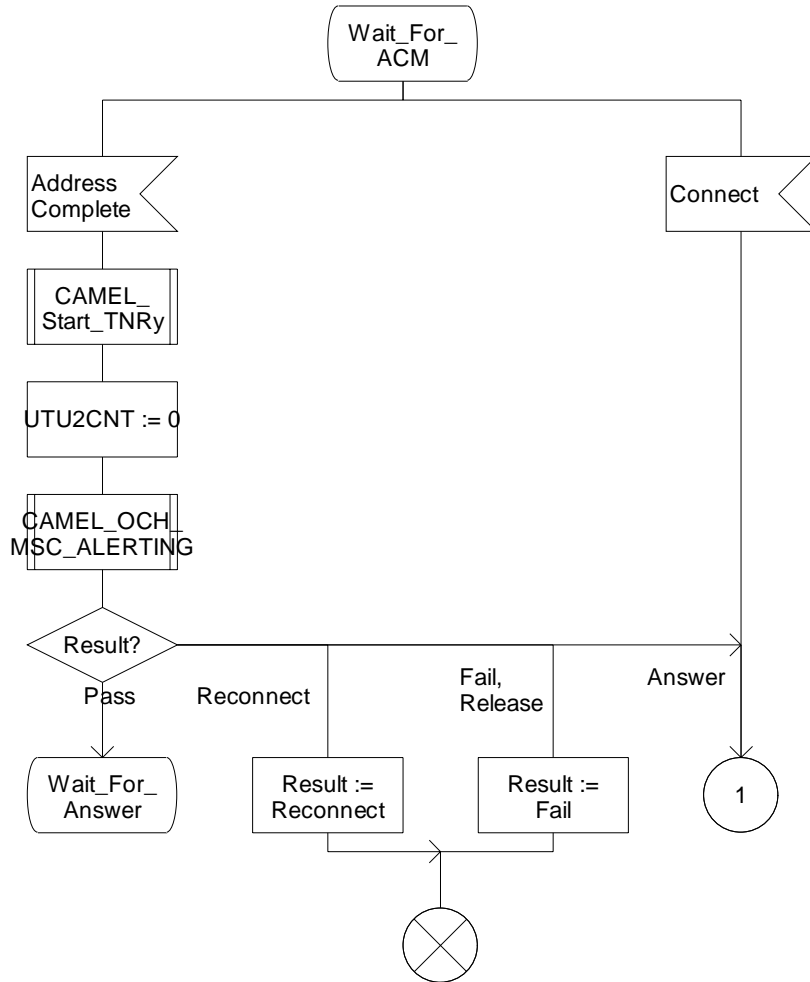 Wait_For_
ACM
Address
Complete
Connect
CAMEL_
Start_TNRy
UTU2CNT := 0
CAMEL_OCH_
MSC_ALERTING
Result?
Pass
Reconnect
Fail,
Release
Answer
Wait_For_
Answer
Result :=
Reconnect
Result :=
Fail
1